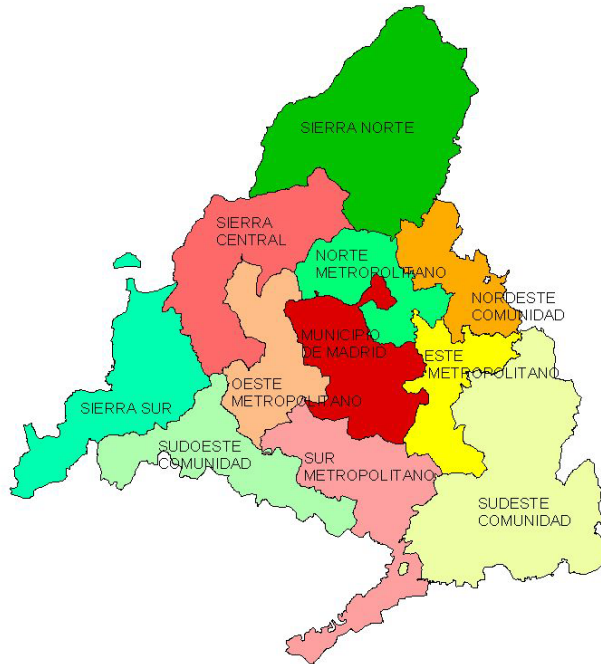 SIERRA NORTE
SIERRA
CENTRAL
NORTE
METROPOLITANO
NORDESTE
COMUNIDAD
MUNICIPIO
DE MADRID
ESTE
METROPOLITANO
OESTE
METROPOLITANO
SIERRA SUR
SUDOESTE
COMUNIDAD
SUR
METROPOLITANO
SUDESTE
COMUNIDAD